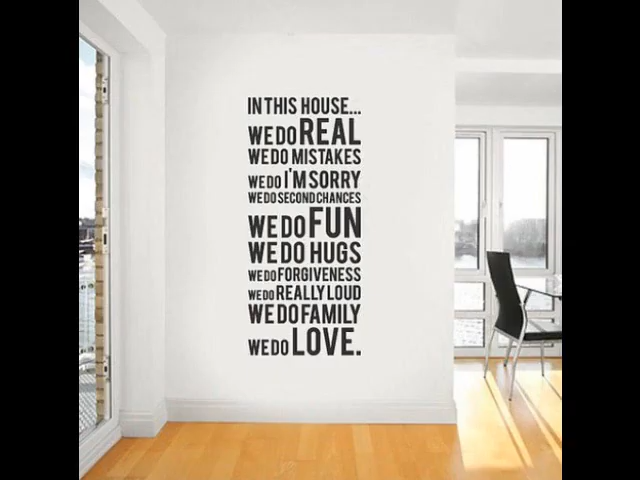 IN THIS HOUSE...
WE DO REAL
WE DO MISTAKES
WE DO I'M SORRY
WE DO SECOND CHANCES
WE DO FUN
WE DO HUGS
WE DO FORGIVENESS
WE DO REALLY LOUD
WE DO FAMILY
WE DO LOVE.